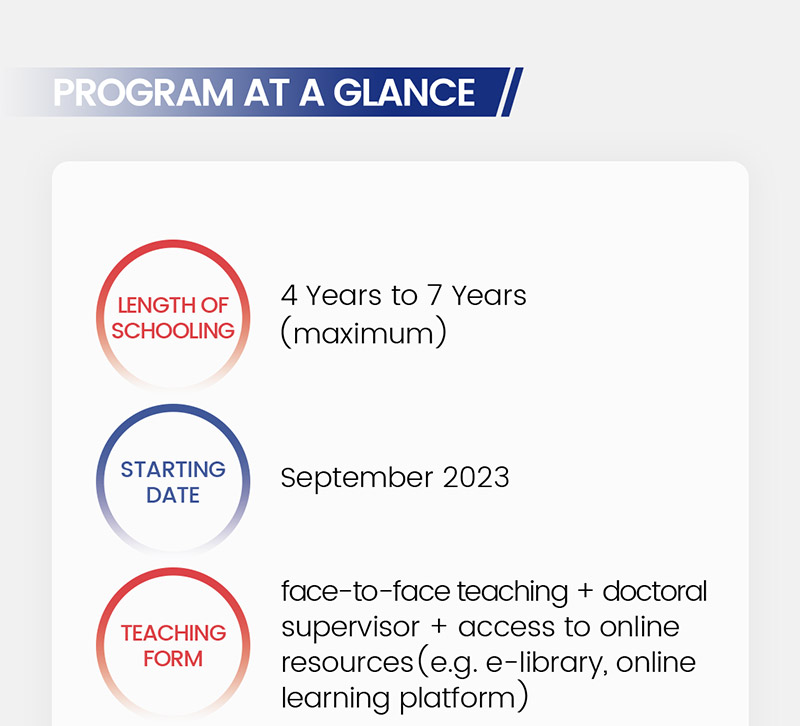 PROGRAM AT A GLANCE
LENGTH OF
SCHOOLING
4 Years to 7 Years
(maximum)
STARTING
DATE
September 2023
TEACHING
FORM
face-to-face teaching + doctoral
supervisor + access to online
resources(e.g. e-library, online
learning platform)